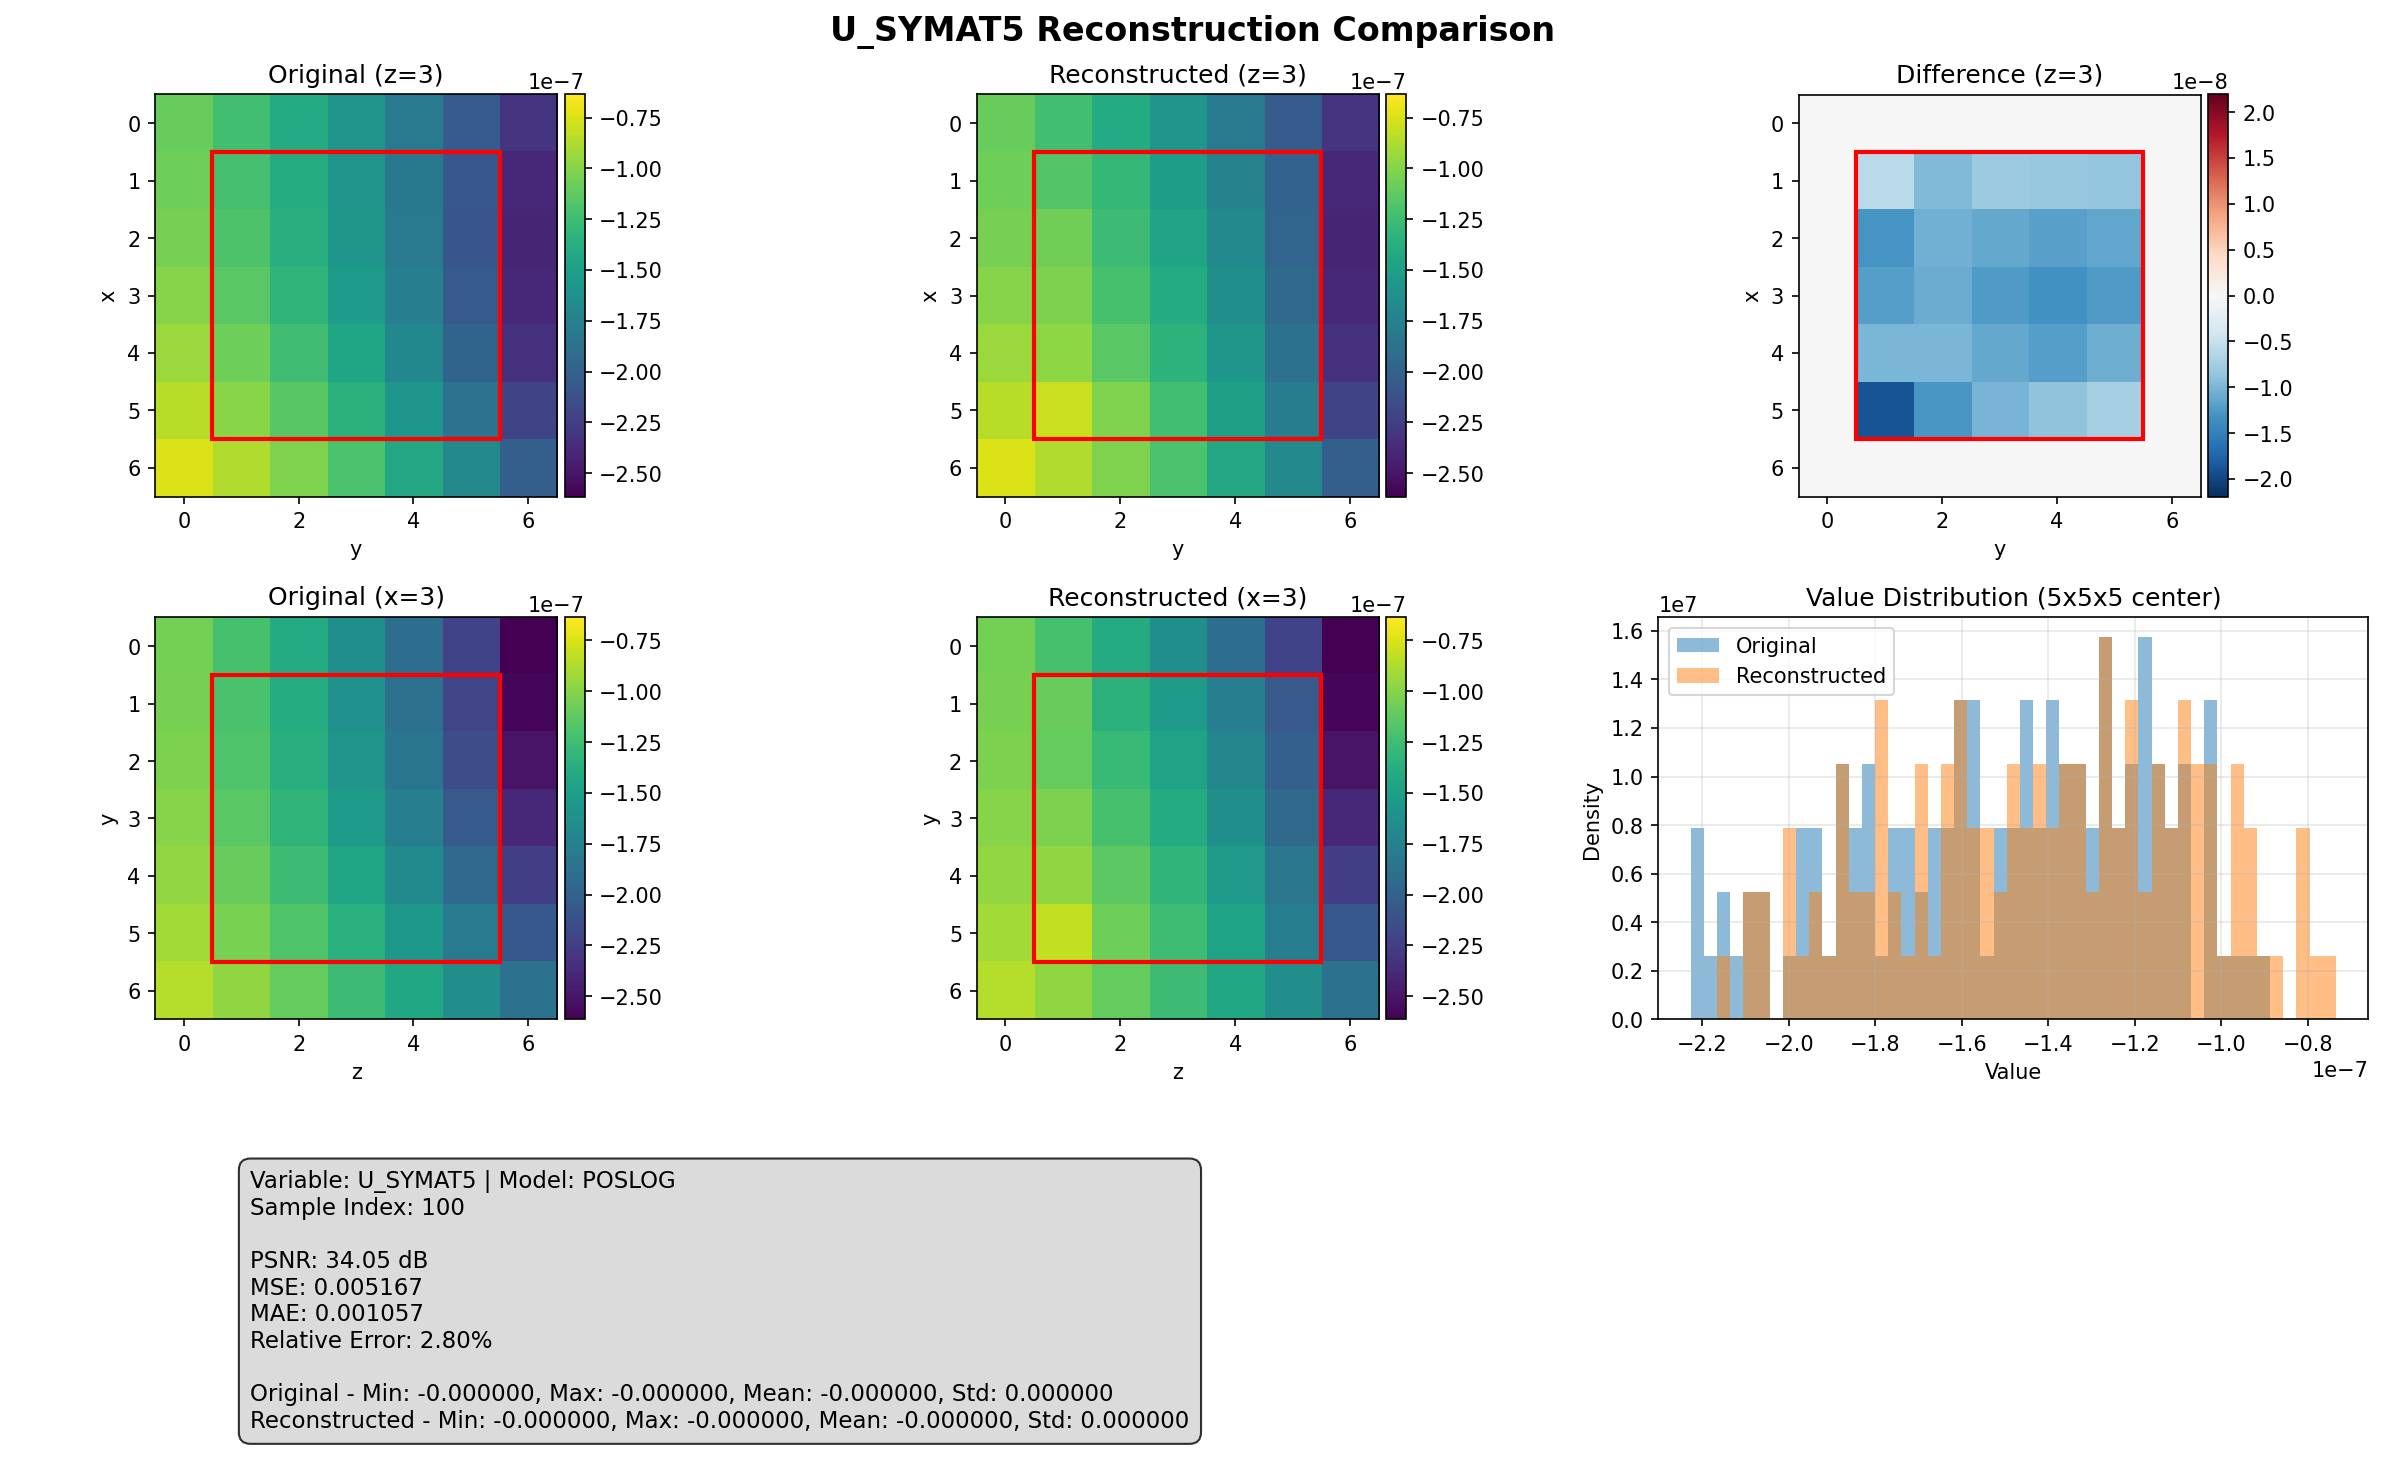 U_SYMAT5 Reconstruction Comparison
Original (z=3)
1e−7
0
1
2
3
4
5
6
x
0 2 4 6
y
−0.75
−1.00
−1.25
−1.50
−1.75
−2.00
−2.25
−2.50
Reconstructed (z=3)
1e−7
0
1
2
3
4
5
6
x
0 2 4 6
y
−0.75
−1.00
−1.25
−1.50
−1.75
−2.00
−2.25
−2.50
Difference (z=3)
1e−8
0
1
2
3
4
5
6
x
0 2 4 6
y
2.0
1.5
1.0
0.5
0.0
−0.5
−1.0
−1.5
−2.0
Original (x=3)
1e−7
0
1
2
3
4
5
6
y
0 2 4 6
z
−0.75
−1.00
−1.25
−1.50
−1.75
−2.00
−2.25
−2.50
Reconstructed (x=3)
1e−7
0
1
2
3
4
5
6
y
0 2 4 6
z
−0.75
−1.00
−1.25
−1.50
−1.75
−2.00
−2.25
−2.50
Value Distribution (5x5x5 center)
1e7
Original
Reconstructed
1.6
1.4
1.2
1.0
0.8
0.6
0.4
0.2
0.0
Density
−2.2 −2.0 −1.8 −1.6 −1.4 −1.2 −1.0 −0.8
Value
1e−7
Variable: U_SYMAT5 | Model: POSLOG
Sample Index: 100
PSNR: 34.05 dB
MSE: 0.005167
MAE: 0.001057
Relative Error: 2.80%
Original - Min: -0.000000, Max: -0.000000, Mean: -0.000000, Std: 0.000000
Reconstructed - Min: -0.000000, Max: -0.000000, Mean: -0.000000, Std: 0.000000